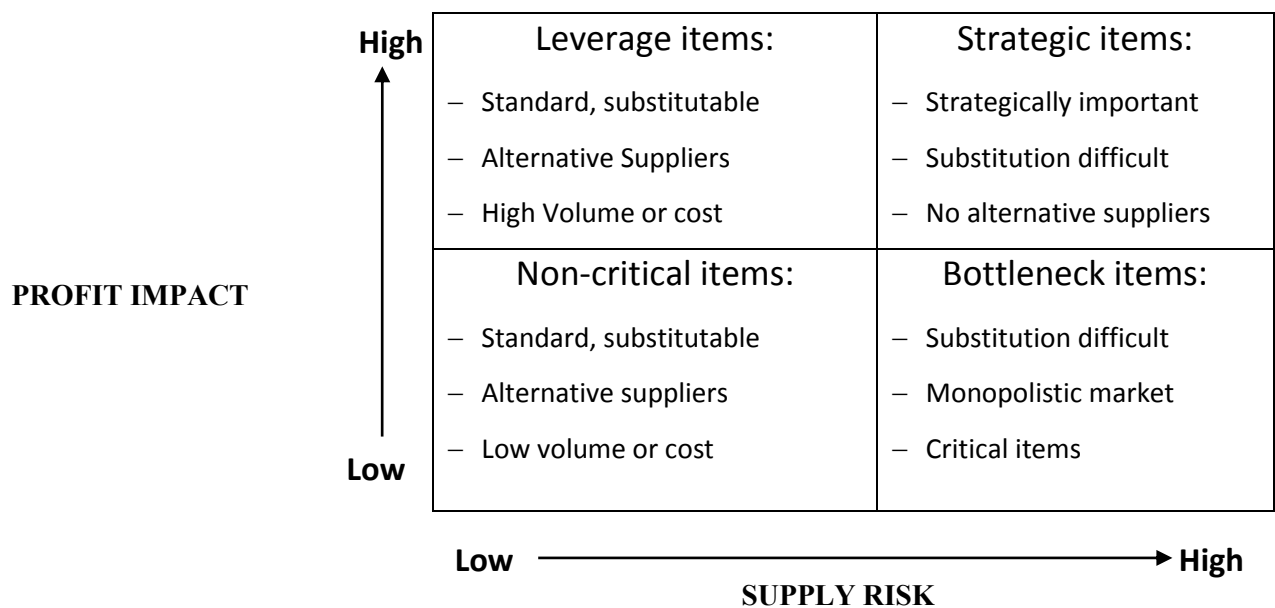 High
Leverage items:
– Standard, substitutable
– Alternative Suppliers
– High Volume or cost
Strategic items:
– Strategically important
– Substitution difficult
– No alternative suppliers
PROFIT IMPACT
Non-critical items:
– Standard, substitutable
– Alternative suppliers
– Low volume or cost
Bottleneck items:
– Substitution difficult
– Monopolistic market
– Critical items
Low
Low
High
SUPPLY RISK